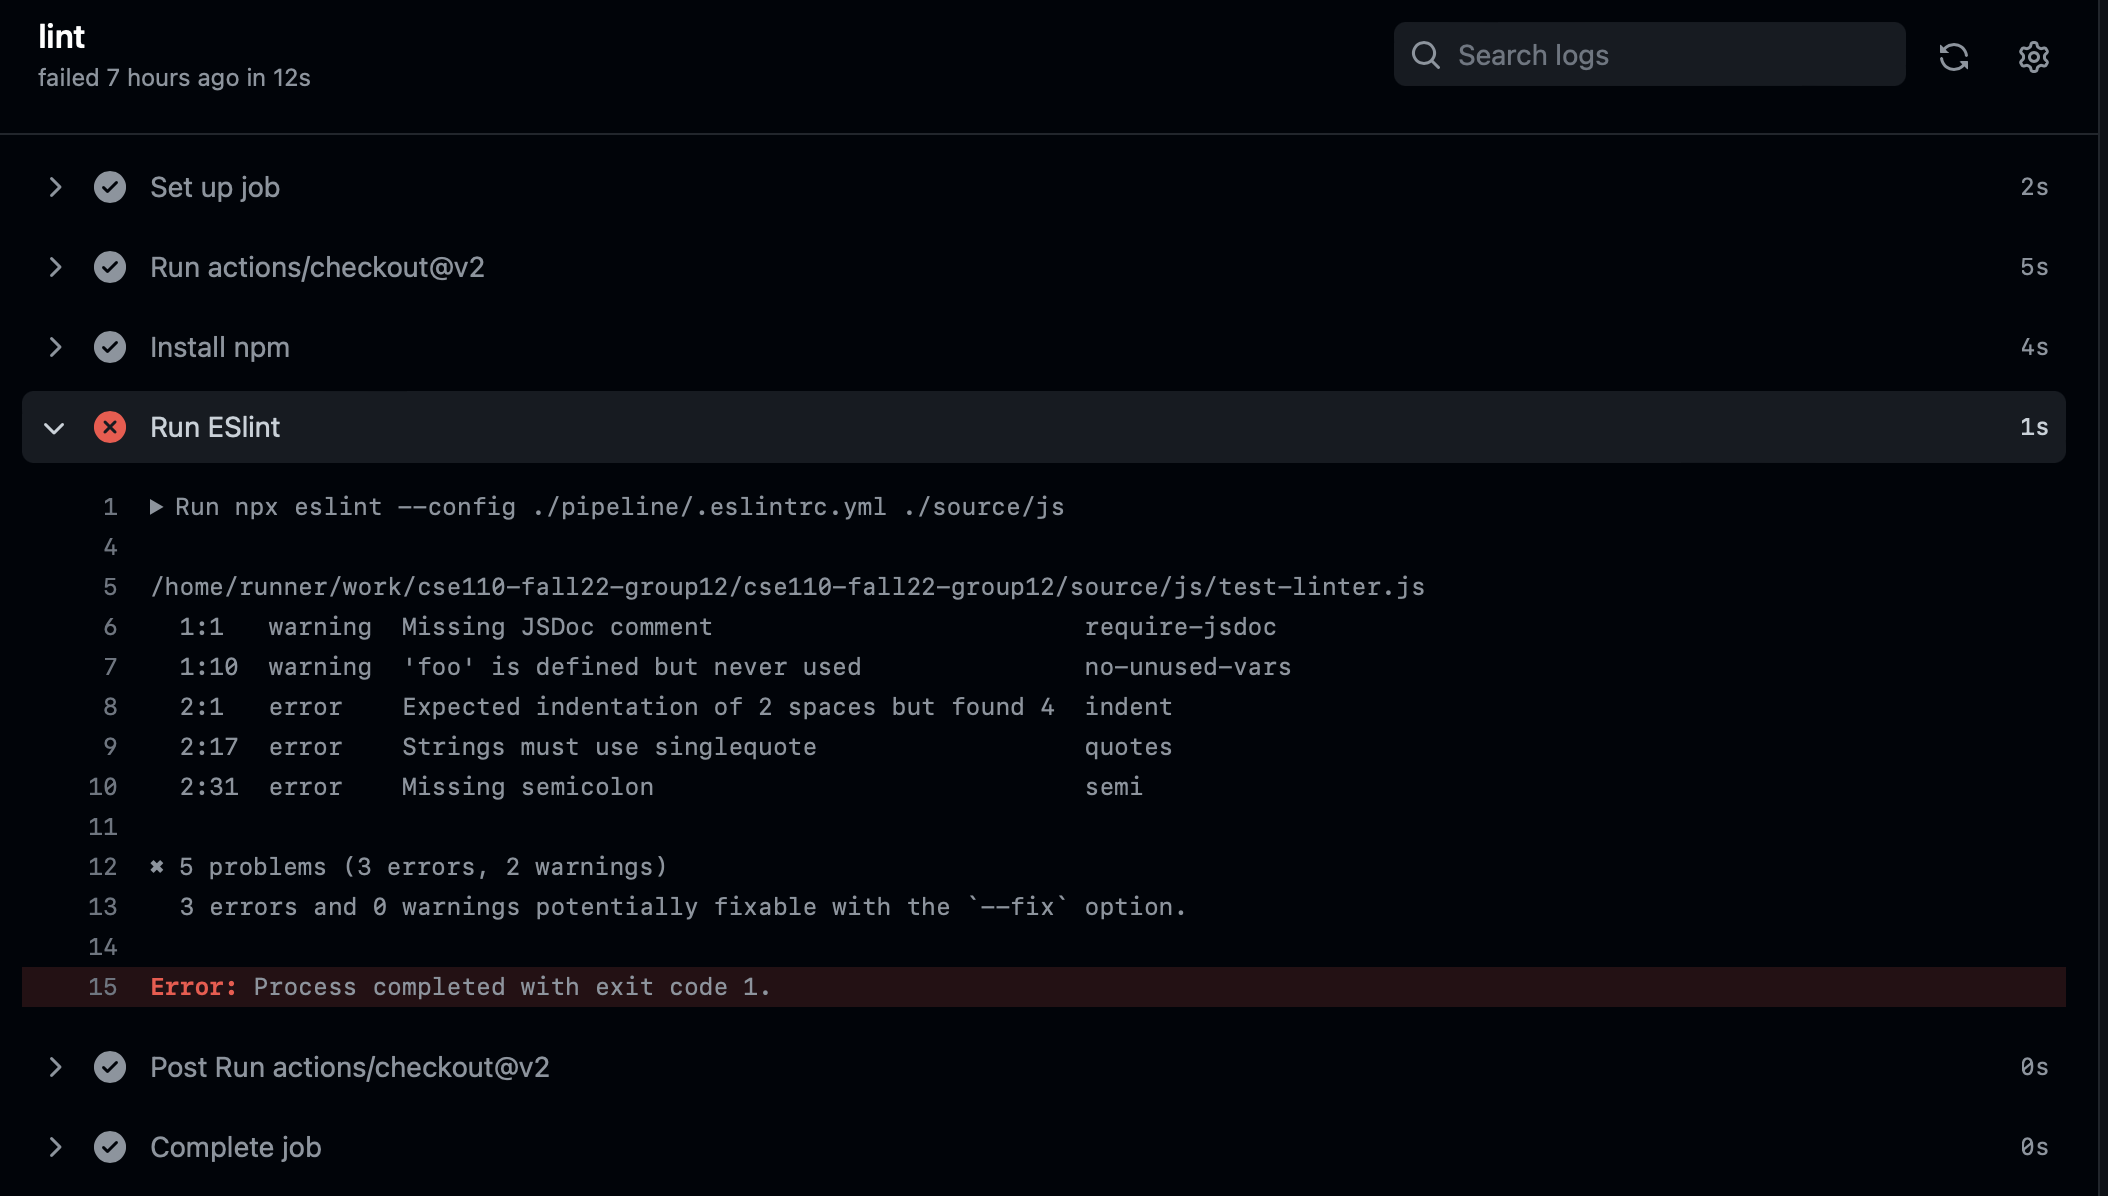 lint
failed 7 hours ago in 12s
Search logs
Set up job 2s
Run actions/checkout@v2 5s
Install npm 4s
Run ESlint 1s
1 ▶ Run npx eslint --config ./pipeline/.eslintrc.yml ./source/js
4
5 /home/runner/work/cse110-fall22-group12/cse110-fall22-group12/source/js/test-linter.js
6 1:1 warning Missing JSDoc comment require-jsdoc
7 1:10 warning 'foo' is defined but never used no-unused-vars
8 2:1 error Expected indentation of 2 spaces but found 4 indent
9 2:17 error Strings must use singlequote quotes
10 2:31 error Missing semicolon semi
11
12 ✖ 5 problems (3 errors, 2 warnings)
13 3 errors and 0 warnings potentially fixable with the `--fix` option.
14
15 Error: Process completed with exit code 1.
Post Run actions/checkout@v2 0s
Complete job 0s